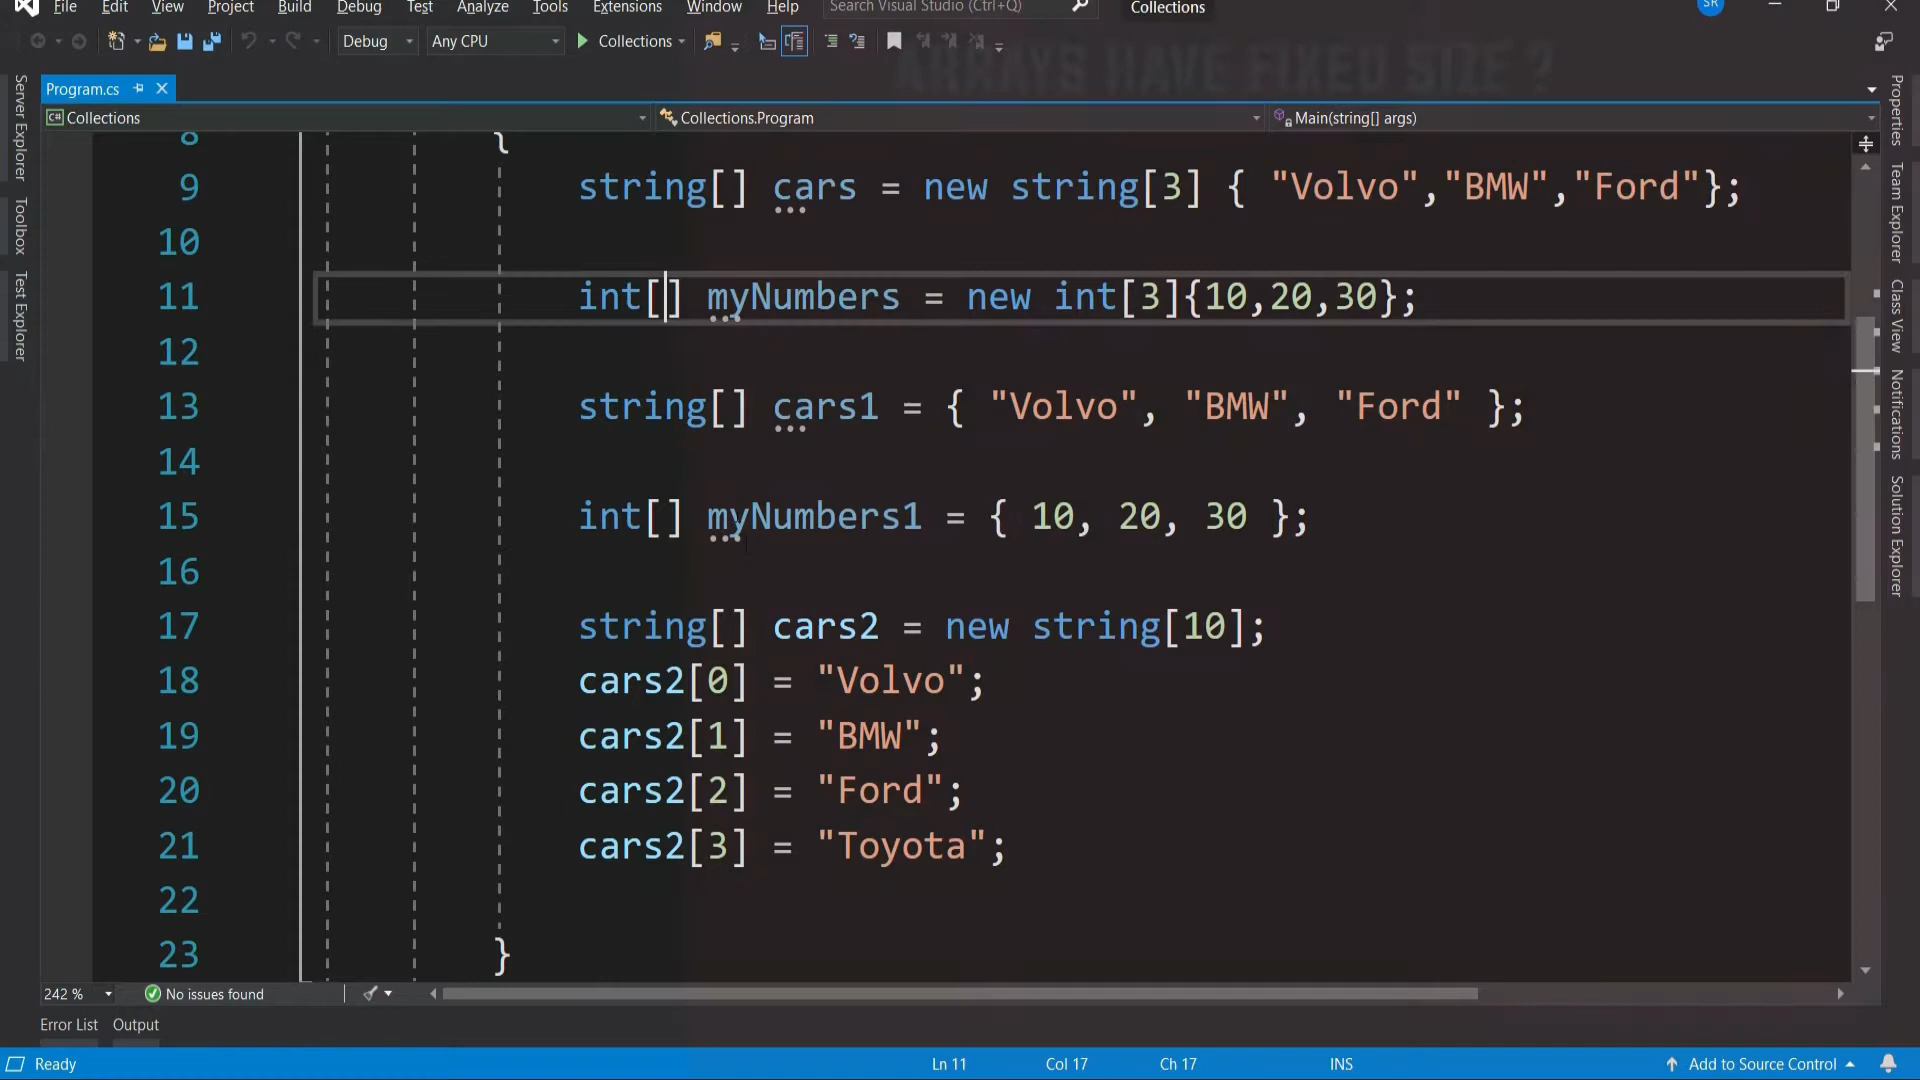 File Edit View Project Build Debug Test Analyze Tools Extensions Window Help Search Visual Studio (Ctrl+Q) Collections SR
Debug Any CPU Collections
ARRAYS HAVE FIXED SIZE ?
Program.cs
Collections Collections.Program Main(string[] args)
Server Explorer
Toolbox
Test Explorer
8 {
9 string[] cars = new string[3] { "Volvo","BMW","Ford"};
10
11 int[] myNumbers = new int[3]{10,20,30};
12
13 string[] cars1 = { "Volvo", "BMW", "Ford" };
14
15 int[] myNumbers1 = { 10, 20, 30 };
16
17 string[] cars2 = new string[10];
18 cars2[0] = "Volvo";
19 cars2[1] = "BMW";
20 cars2[2] = "Ford";
21 cars2[3] = "Toyota";
22
23 }
Properties
Team Explorer
Class View
Notifications
Solution Explorer
242 % No issues found
Error List Output
Ready Ln 11 Col 17 Ch 17 INS Add to Source Control